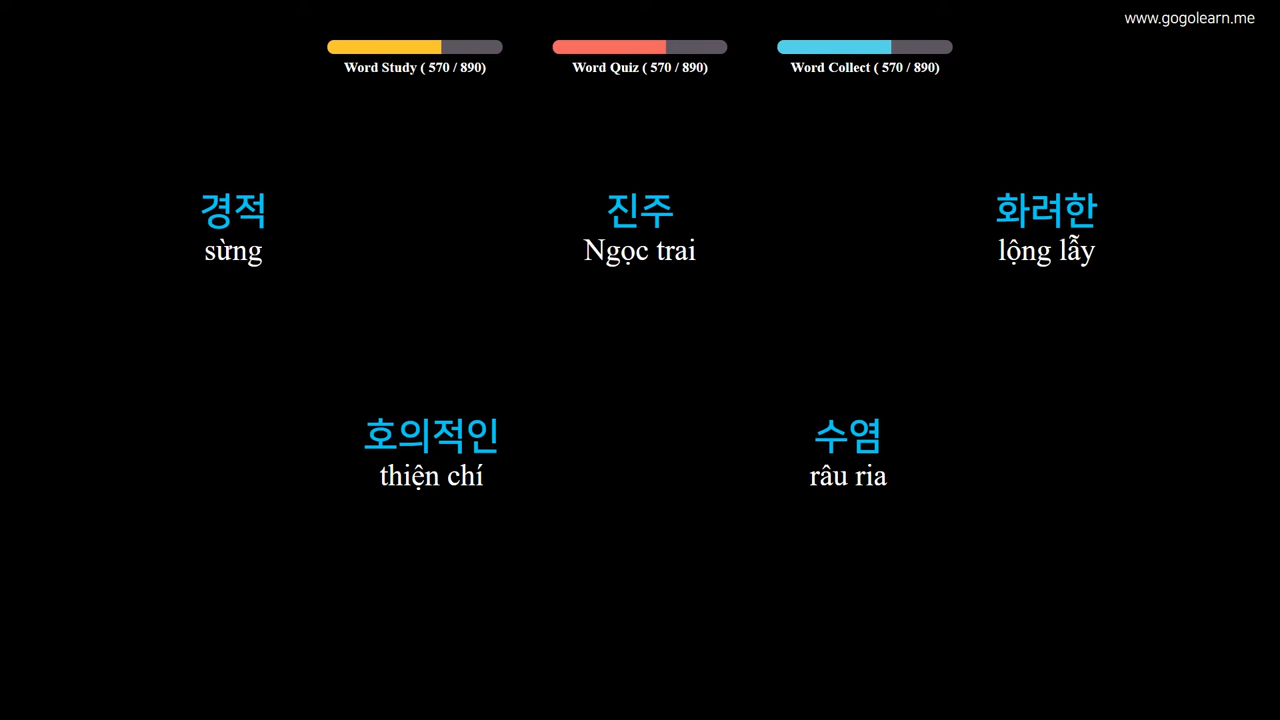 www.gogolearn.me
Word Study ( 570 / 890)
Word Quiz ( 570 / 890)
Word Collect ( 570 / 890)
경적
sừng
진주
Ngọc trai
화려한
lộng lẫy
호의적인
thiện chí
수염
râu ria